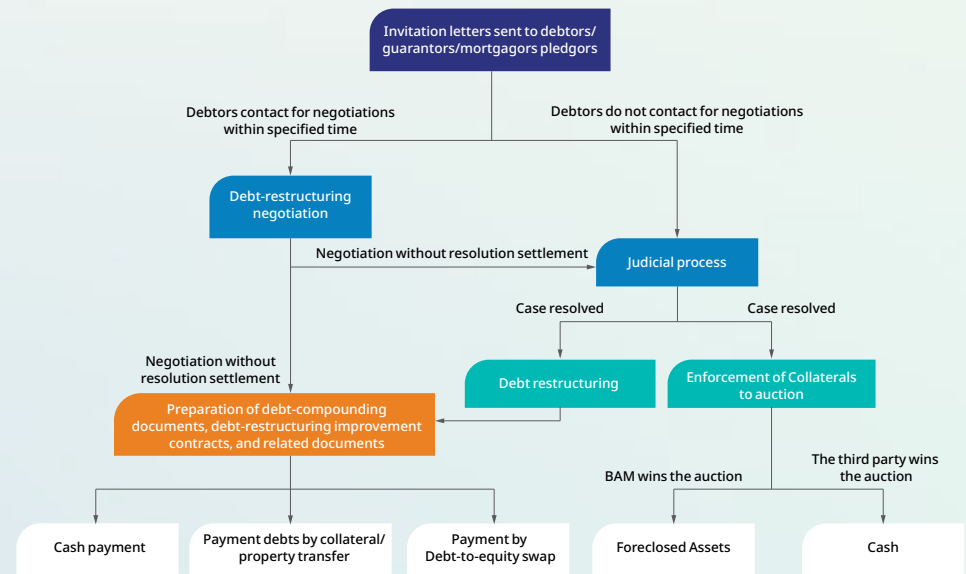 Invitation letters sent to debtors/
guarantors/mortgagors pledgors
Debtors contact for negotiations
within specified time
Debtors do not contact for negotiations
within specified time
Debt-restructuring
negotiation
Negotiation without resolution settlement
Judicial process
Case resolved
Case resolved
Negotiation without
resolution settlement
Debt restructuring
Enforcement of Collaterals
to auction
Preparation of debt-compounding
documents, debt-restructuring improvement
contracts, and related documents
BAM wins the auction
The third party wins
the auction
Cash payment
Payment debts by collateral/
property transfer
Payment by
Debt-to-equity swap
Foreclosed Assets
Cash